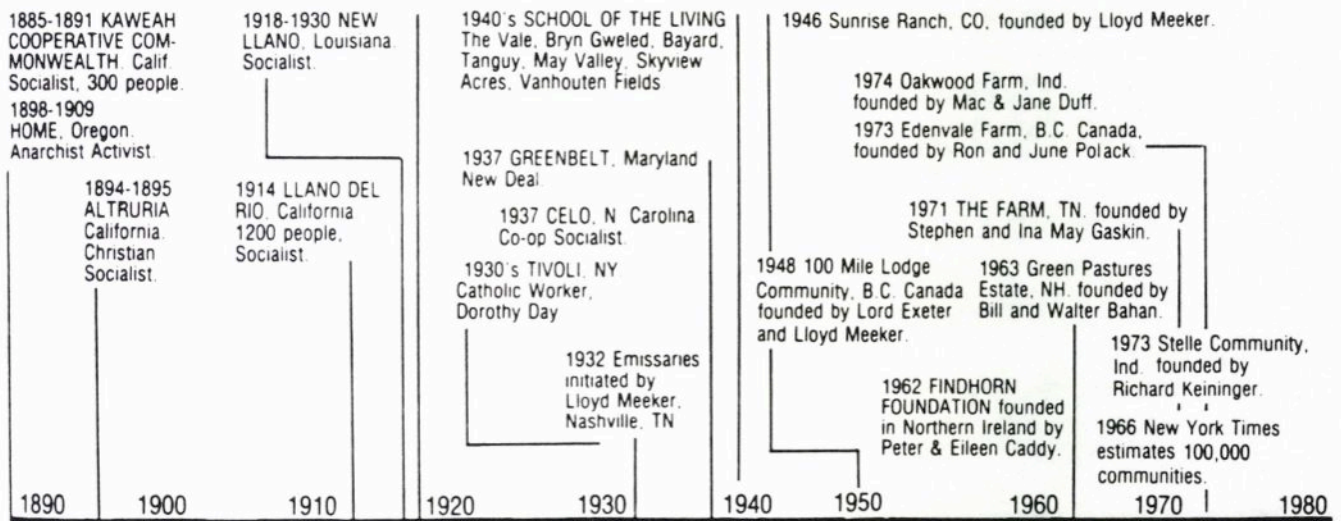 1885-1891 KAWEAH
COOPERATIVE COM-
MONWEALTH. Calif.
Socialist, 300 people.
1898-1909
HOME, Oregon.
Anarchist Activist.
1894-1895
ALTRURIA
California.
Christian
Socialist.
1918-1930 NEW
LLANO, Louisiana.
Socialist.
1914 LLANO DEL
RIO, California
1200 people,
Socialist.
1940's SCHOOL OF THE LIVING
The Vale, Bryn Gweled, Bayard,
Tanguy, May Valley, Skyview
Acres, Vanhouten Fields
1937 GREENBELT, Maryland
New Deal.
1937 CELO, N. Carolina
Co-op Socialist.
1930's TIVOLI, NY
Catholic Worker,
Dorothy Day
1932 Emissaries
initiated by
Lloyd Meeker,
Nashville, TN
1946 Sunrise Ranch, CO, founded by Lloyd Meeker.
1974 Oakwood Farm, Ind.
founded by Mac & Jane Duff.
1973 Edenvale Farm, B.C. Canada,
founded by Ron and June Polack.
1971 THE FARM, TN. founded by
Stephen and Ina May Gaskin.
1948 100 Mile Lodge
Community, B.C. Canada
founded by Lord Exeter
and Lloyd Meeker.
1963 Green Pastures
Estate, NH. founded by
Bill and Walter Bahan.
1962 FINDHORN
FOUNDATION founded
in Northern Ireland by
Peter & Eileen Caddy.
1973 Stelle Community,
Ind. founded by
Richard Keininger.
1966 New York Times
estimates 100,000
communities.
1890 1900 1910 1920 1930 1940 1950 1960 1970 1980